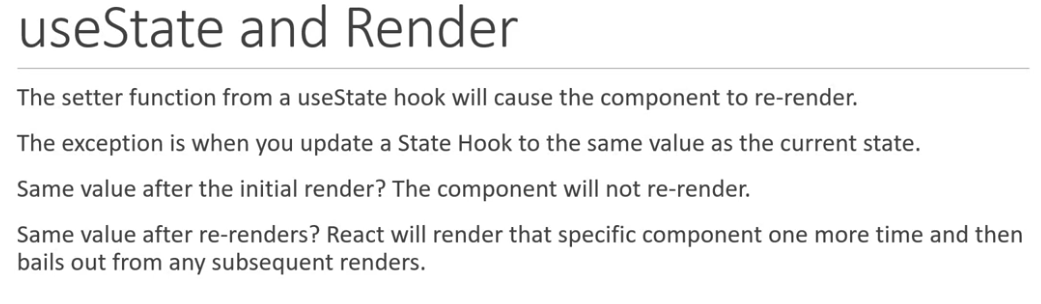 useState and Render
The setter function from a useState hook will cause the component to re-render.
The exception is when you update a State Hook to the same value as the current state.
Same value after the initial render? The component will not re-render.
Same value after re-renders? React will render that specific component one more time and then
bails out from any subsequent renders.